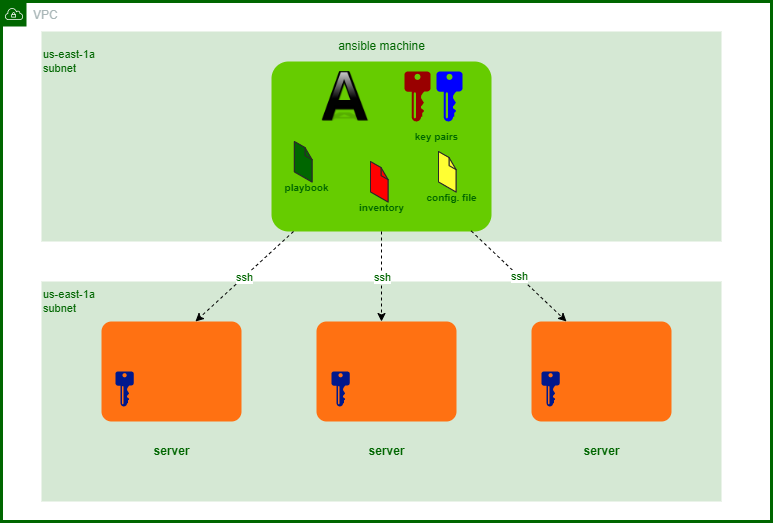 VPC
us-east-1a
subnet
ansible machine
A
key pairs
playbook
inventory
config. file
ssh
ssh
ssh
us-east-1a
subnet
server
server
server